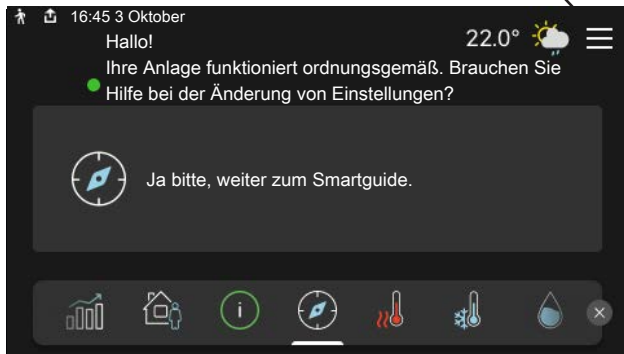 16:45 3 Oktober
Hallo!
22.0°
Ihre Anlage funktioniert ordnungsgemäß. Brauchen Sie
Hilfe bei der Änderung von Einstellungen?
Ja bitte, weiter zum Smartguide.